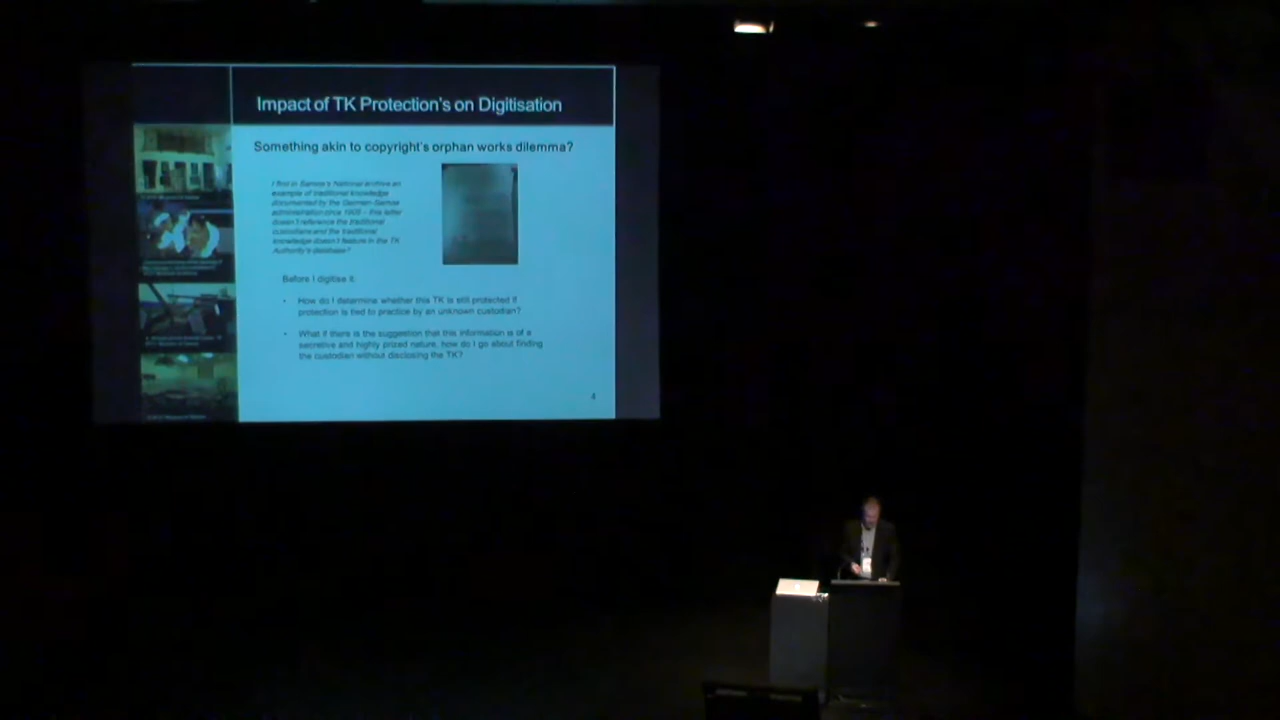 Impact of TK Protection's on Digitisation
Something akin to copyright's orphan works dilemma?
I find in Samoa's National archive an
example of traditional knowledge
documented by the German-Samoa
administration circa 1905 – this letter
doesn't reference the traditional
custodians and the traditional
knowledge doesn't feature in the TK
Authority's database?
Before I digitise it:
• How do I determine whether this TK is still protected if
protection is tied to practice by an unknown custodian?
• What if there is the suggestion that this information is of a
secretive and highly prized nature, how do I go about finding
the custodian without disclosing the TK?
4